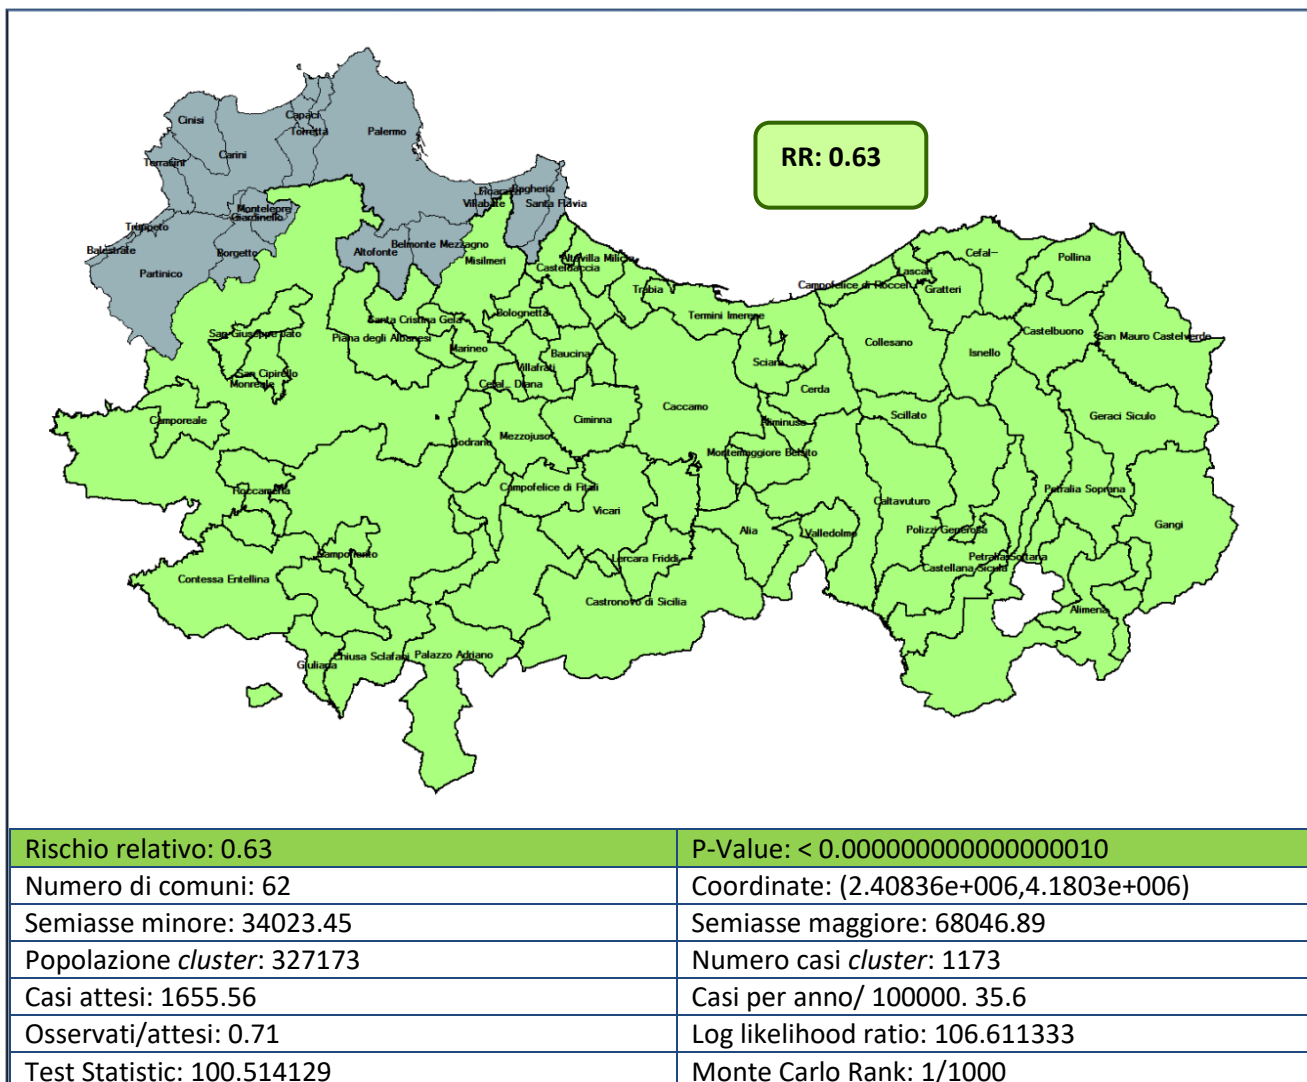 Cinisi
Capaci
Torretta
Palermo
Carini
Terrasini
RR: 0.63
Ficarazzi
Bagheria
Villabate
Santa Flavia
Montelepre
Giardinello
Trappeto
Balestrate
Borgetto
Partinico
Altofonte
Belmonte Mezzagno
Misilmeri
Altavilla Milicia
Casteldaccia
Trabia
Termini Imerese
Campofelice di Roccel
Lascari
Cefal--
Gratteri
Pollina
Castelbuono
San Mauro Castelverde
Isnello
Collesano
Santa Cristina Gela
Bolognetta
San Giuseppe Jato
Piana degli Albanesi
Marineo
Baucina
Villafrati
San Cipirello
Monreale
Cefal_ Diana
Sciara
Cerda
Caccamo
Ciminna
Camporeale
Godrano
Mezzojuso
Aliminusa
Scillato
Geraci Siculo
Montemaggiore Belsito
Roccamena
Campofelice di Fitali
Vicari
Caltavuturo
Petralia Soprana
Gangi
Alia
Valledolmo
Polizzi Generosa
Campofiorito
Lercara Friddi
Petralia Sottana
Castellana Sicula
Contessa Entellina
Castronovo di Sicilia
Alimena
Giuliana
Chiusa Sclafani
Palazzo Adriano
Rischio relativo: 0.63
P-Value: < 0.000000000000000010
Numero di comuni: 62
Coordinate: (2.40836e+006,4.1803e+006)
Semiasse minore: 34023.45
Semiasse maggiore: 68046.89
Popolazione cluster: 327173
Numero casi cluster: 1173
Casi attesi: 1655.56
Casi per anno/ 100000. 35.6
Osservati/attesi: 0.71
Log likelihood ratio: 106.611333
Test Statistic: 100.514129
Monte Carlo Rank: 1/1000